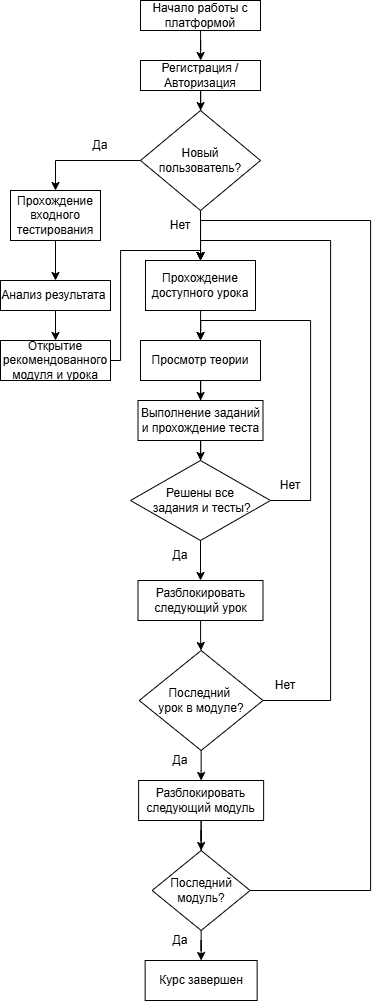 Начало работы с
платформой
Регистрация /
Авторизация
Новый
пользователь?
Да
Нет
Прохождение
входного
тестирования
Анализ результата
Открытие
рекомендованного
модуля и урока
Прохождение
доступного урока
Просмотр теории
Выполнение заданий
и прохождение теста
Решены все
задания и тесты?
Нет
Да
Разблокировать
следующий урок
Последний
урок в модуле?
Нет
Да
Разблокировать
следующий модуль
Последний
модуль?
Да
Курс завершен